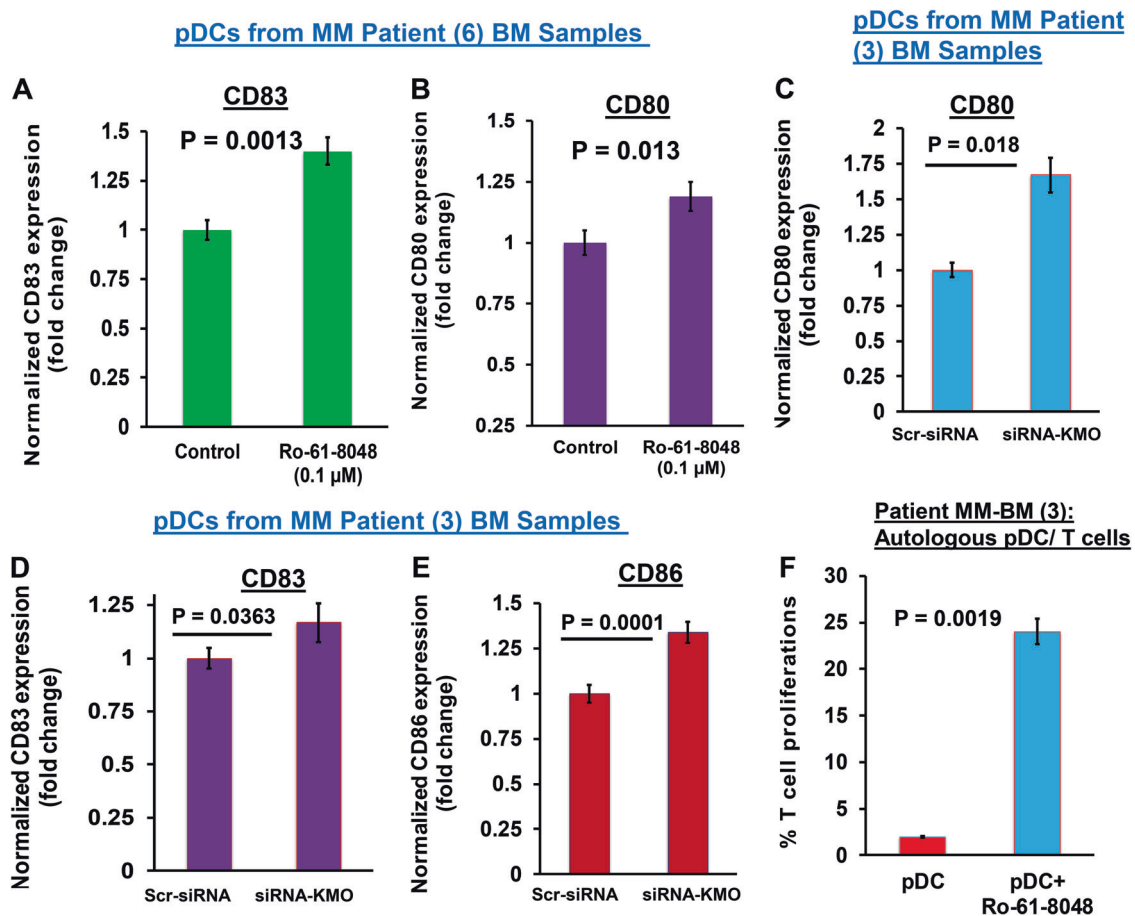 pDCs from MM Patient (6) BM Samples
pDCs from MM Patient
(3) BM Samples
A
CD83
P = 0.0013
Normalized CD83 expression
(fold change)
1.5
1.25
1
0.75
0.5
0.25
0
Control
Ro-61-8048
(0.1 µM)
B
CD80
P = 0.013
Normalized CD80 expression
(fold change)
1.5
1.25
1
0.75
0.5
0.25
Control
Ro-61-8048
(0.1 µM)
C
CD80
P = 0.018
Normalized CD80 expression
(fold change)
2
1.75
1.5
1.25
1
0.75
0.5
0.25
0
Scr-siRNA
siRNA-KMO
pDCs from MM Patient (3) BM Samples
Patient MM-BM (3):
Autologous pDC/ T cells
D
CD83
P = 0.0363
Normalized CD83 expression
(fold change)
1.25
1
0.75
0.5
0.25
0
Scr-siRNA
siRNA-KMO
E
CD86
P = 0.0001
Normalized CD86 expression
(fold change)
1.5
1.25
1
0.75
0.5
0.25
0
Scr-siRNA
siRNA-KMO
F
P = 0.0019
% T cell proliferations
30
25
20
15
10
5
0
pDC
pDC+
Ro-61-8048